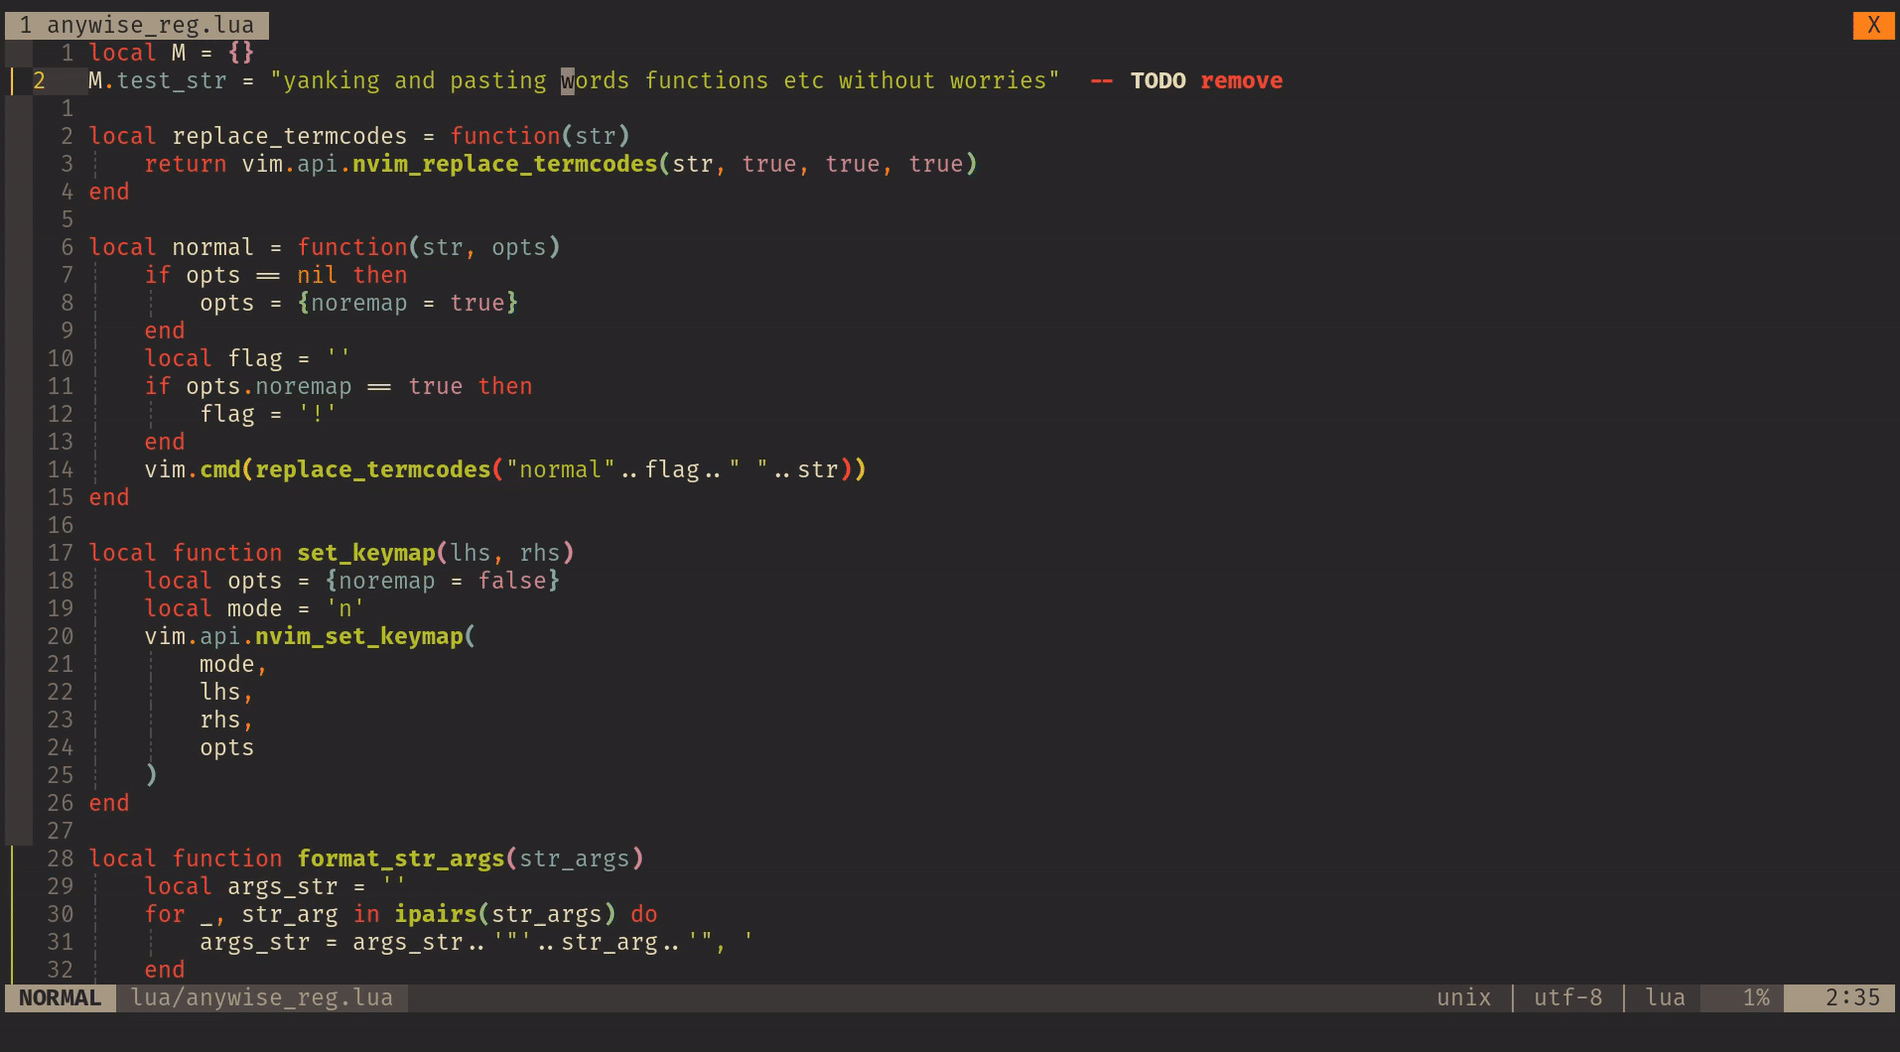 1 anywise_reg.lua X
1 local M = {}
2 M.test_str = "yanking and pasting words functions etc without worries"  -- TODO remove
1
2 local replace_termcodes = function(str)
3     return vim.api.nvim_replace_termcodes(str, true, true, true)
4 end
5
6 local normal = function(str, opts)
7     if opts == nil then
8         opts = {noremap = true}
9     end
10     local flag = ''
11     if opts.noremap == true then
12         flag = '!'
13     end
14     vim.cmd(replace_termcodes("normal"..flag.." "..str))
15 end
16
17 local function set_keymap(lhs, rhs)
18     local opts = {noremap = false}
19     local mode = 'n'
20     vim.api.nvim_set_keymap(
21         mode,
22         lhs,
23         rhs,
24         opts
25     )
26 end
27
28 local function format_str_args(str_args)
29     local args_str = ''
30     for _, str_arg in ipairs(str_args) do
31         args_str = args_str..'"'..str_arg..'", '
32     end
NORMAL lua/anywise_reg.lua unix | utf-8 | lua 1% 2:35